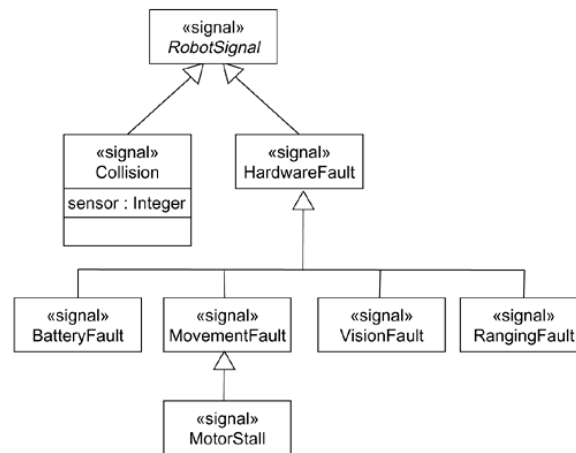 «signal»
RobotSignal
«signal»
Collision
sensor : Integer
«signal»
HardwareFault
«signal»
BatteryFault
«signal»
MovementFault
«signal»
VisionFault
«signal»
RangingFault
«signal»
MotorStall